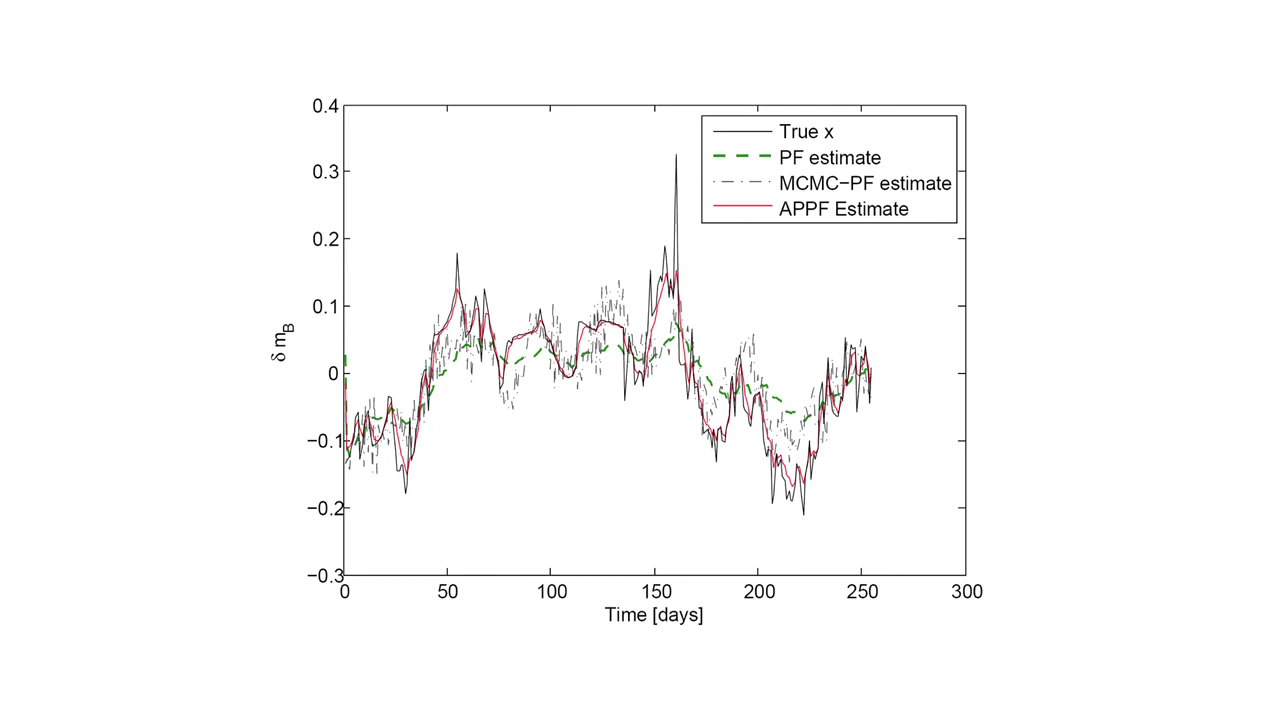 0.4
True x
PF estimate
0.3
MCMC−PF estimate
APPF Estimate
0.2
0.1
δ m_B
0
−0.1
−0.2
−0.3
0 50 100 150 200 250 300
Time [days]